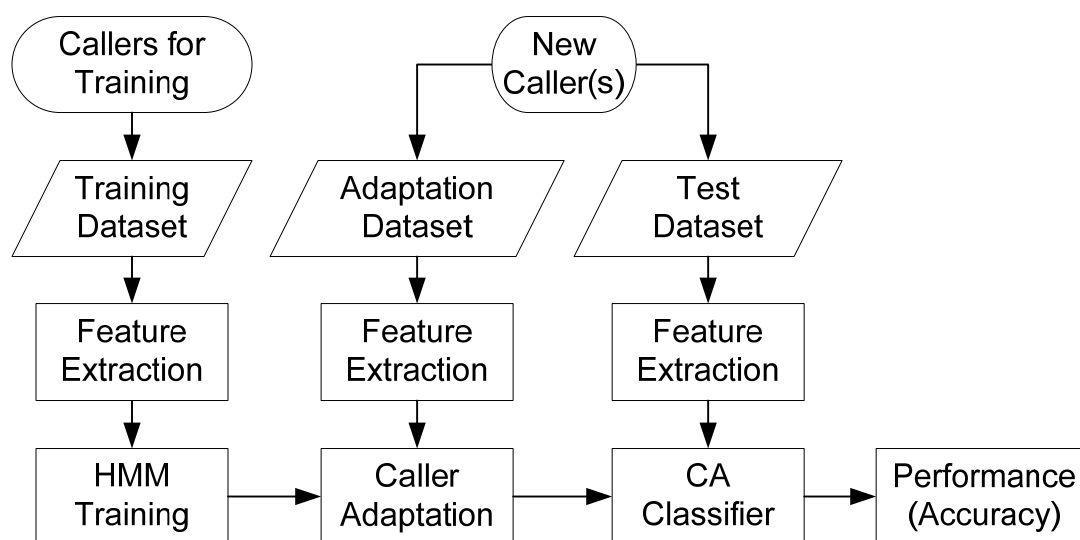 Callers for
Training
New
Caller(s)
Training
Dataset
Adaptation
Dataset
Test
Dataset
Feature
Extraction
Feature
Extraction
Feature
Extraction
HMM
Training
Caller
Adaptation
CA
Classifier
Performance
(Accuracy)